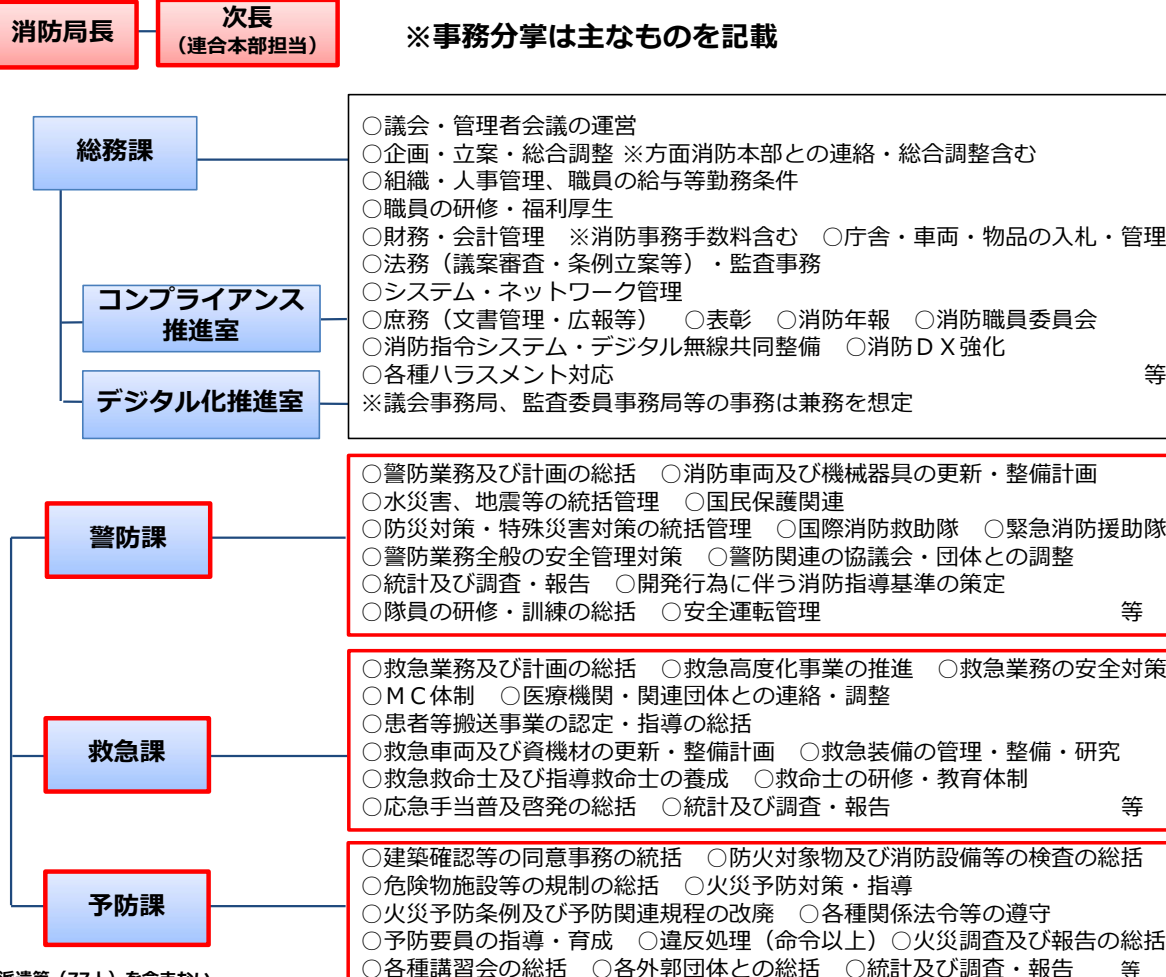 消防局長
次長
（連合本部担当）
※事務分掌は主なものを記載
総務課
○議会・管理者会議の運営
○企画・立案・総合調整 ※方面消防本部との連絡・総合調整含む
○組織・人事管理、職員の給与等勤務条件
○職員の研修・福利厚生
○財務・会計管理　※消防事務手数料含む　○庁舎・車両・物品の入札・管理
○法務（議案審査・条例立案等）・監査事務
○システム・ネットワーク管理
○庶務（文書管理・広報等）　○表彰　○消防年報　○消防職員委員会
○消防指令システム・デジタル無線共同整備　○消防ＤＸ強化
○各種ハラスメント対応　等
※議会事務局、監査委員事務局等の事務は兼務を想定
コンプライアンス
推進室
デジタル化推進室
警防課
○警防業務及び計画の総括　○消防車両及び機械器具の更新・整備計画
○水災害、地震等の統括管理　○国民保護関連
○防災対策・特殊災害対策の統括管理　○国際消防救助隊　○緊急消防援助隊
○警防業務全般の安全管理対策　○警防関連の協議会・団体との調整
○統計及び調査・報告　○開発行為に伴う消防指導基準の策定
○隊員の研修・訓練の総括　○安全運転管理　等
救急課
○救急業務及び計画の総括　○救急高度化事業の推進　○救急業務の安全対策
○ＭＣ体制　○医療機関・関連団体との連絡・調整
○患者等搬送事業の認定・指導の総括
○救急車両及び資機材の更新・整備計画　○救急装備の管理・整備・研究
○救急救命士及び指導救命士の養成　○救命士の研修・教育体制
○応急手当普及啓発の総括　○統計及び調査・報告　等
予防課
○建築確認等の同意事務の統括　○防火対象物及び消防設備等の検査の総括
○危険物施設等の規制の総括　○火災予防対策・指導
○火災予防条例及び予防関連規程の改廃　○各種関係法令等の遵守
○予防要員の指導・育成　○違反処理（命令以上）○火災調査及び報告の総括
○各種講習会の総括　○各外郭団体との総括　○統計及び調査・報告　等